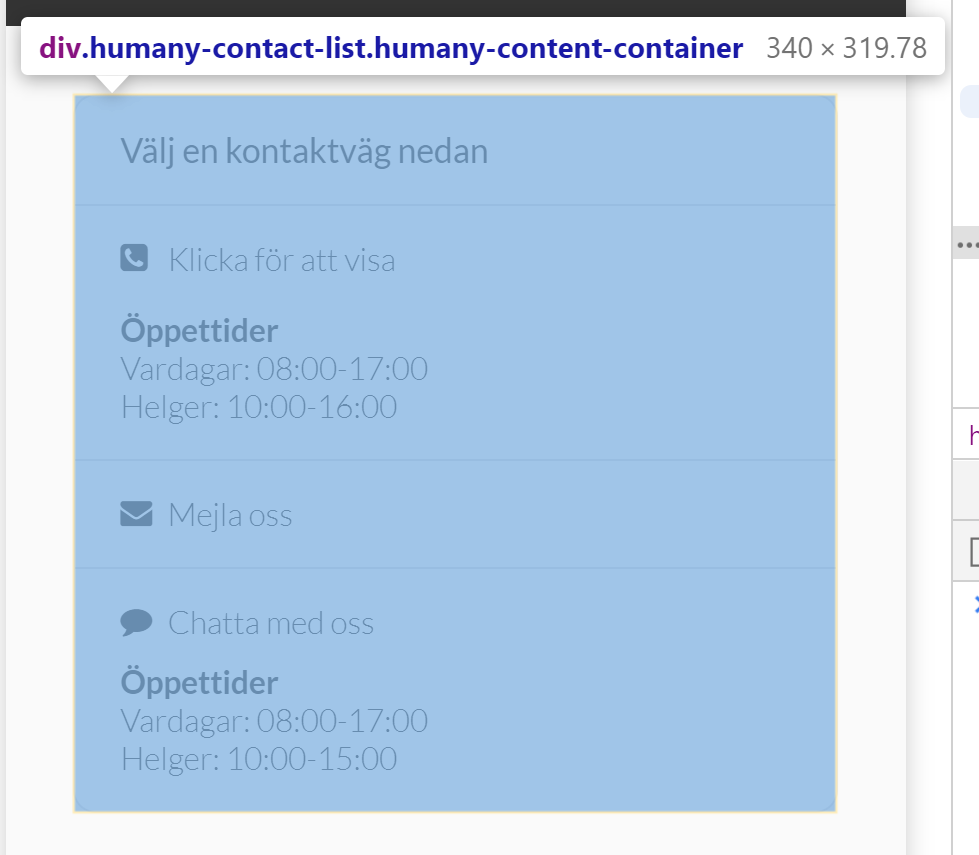 div.humany-contact-list.humany-content-container 340 × 319.78
Välj en kontaktväg nedan
Klicka för att visa
Öppettider
Vardagar: 08:00-17:00
Helger: 10:00-16:00
Mejla oss
Chatta med oss
Öppettider
Vardagar: 08:00-17:00
Helger: 10:00-15:00